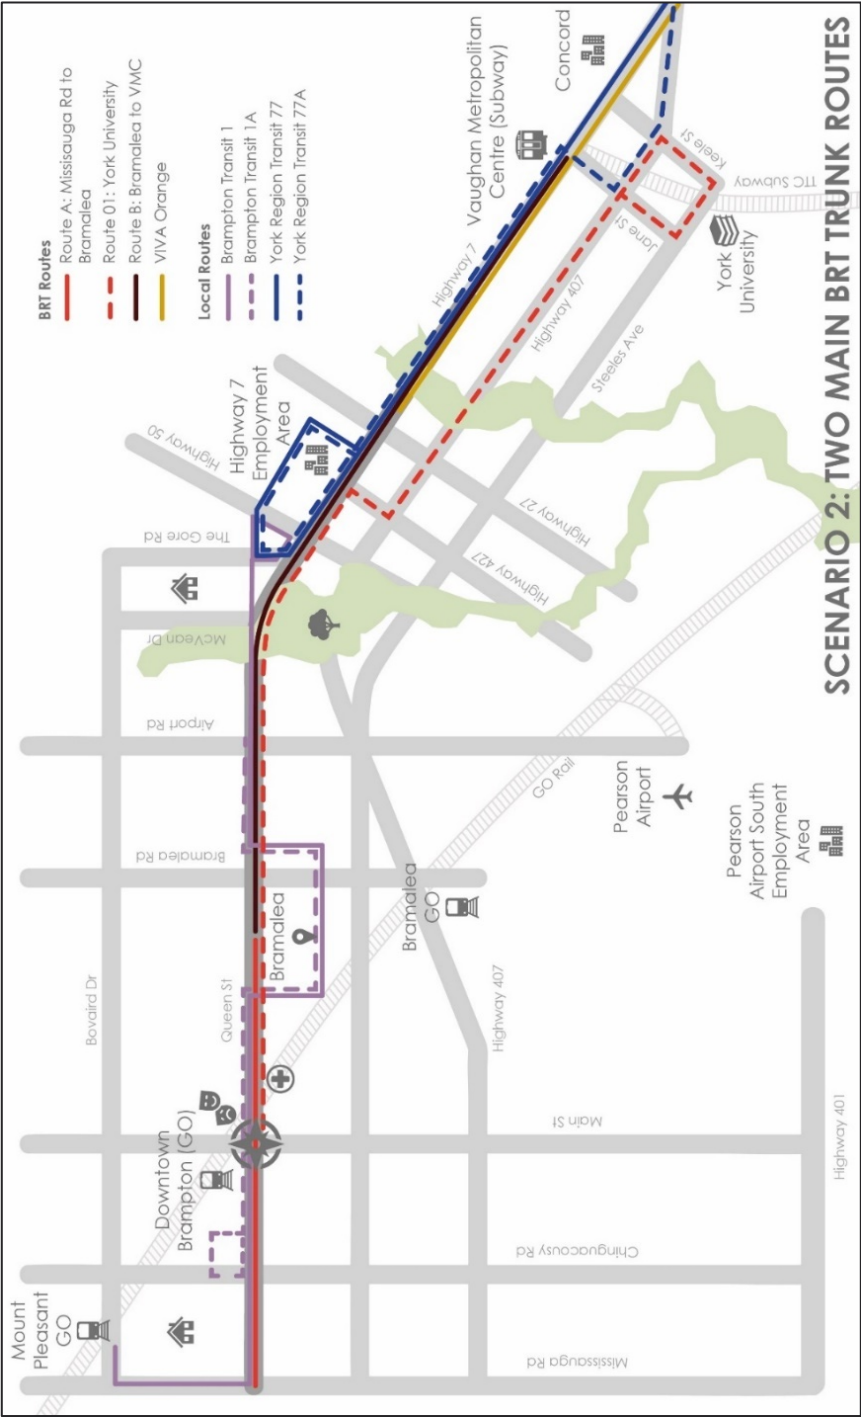 BRT Routes
Route A: Missisauga Rd to
Bramalea
Route 01: York University
Route B: Bramalea to VMC
VIVA Orange
Local Routes
Brampton Transit 1
Brampton Transit 1A
York Region Transit 77
York Region Transit 77A
Mount
Pleasant
GO
Bovaird Dr
Downtown
Brampton (GO)
Queen St
Bramalea
Bramalea Rd
Airport Rd
McVean Dr
The Gore Rd
Highway 50
Highway 7
Employment
Area
Highway 7
Vaughan Metropolitan
Centre (Subway)
Concord
Keele St
TTC Subway
Jane St
York
University
Highway 407
Steeles Ave
Highway 27
Highway 427
GO Rail
Pearson
Airport
Bramalea
GO
Highway 407
Pearson
Airport South
Employment
Area
Main St
Chinguacousy Rd
Mississauga Rd
Highway 401
SCENARIO 2: TWO MAIN BRT TRUNK ROUTES